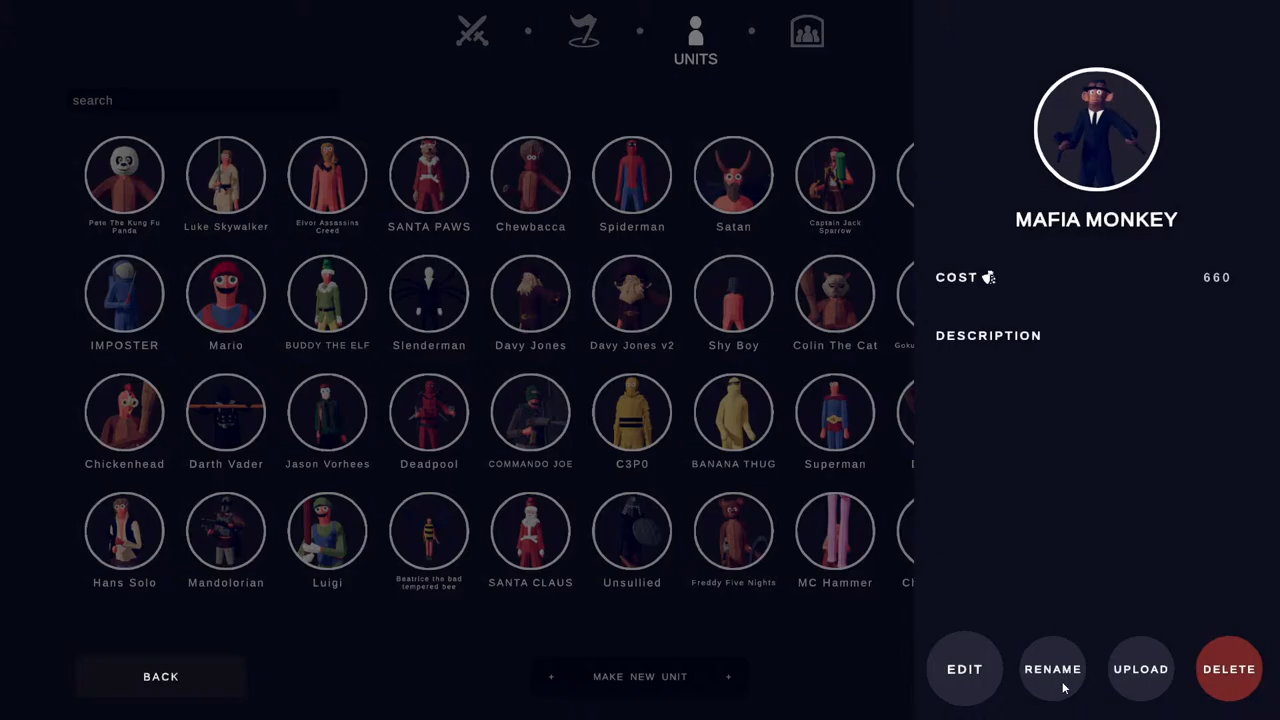 UNITS
search
Pete The Kung Fu
Panda
Luke Skywalker
Eivor Assassins
Creed
SANTA PAWS
Chewbacca
Spiderman
Satan
Captain Jack
Sparrow
IMPOSTER
Mario
BUDDY THE ELF
Slenderman
Davy Jones
Davy Jones v2
Shy Boy
Colin The Cat
Goku
Chickenhead
Darth Vader
Jason Vorhees
Deadpool
COMMANDO JOE
C3P0
BANANA THUG
Superman
Hans Solo
Mandolorian
Luigi
Beatrice the bad
tempered bee
SANTA CLAUS
Unsullied
Freddy Five Nights
MC Hammer
Ch
BACK
+ MAKE NEW UNIT +
MAFIA MONKEY
COST 660
DESCRIPTION
EDIT
RENAME
UPLOAD
DELETE